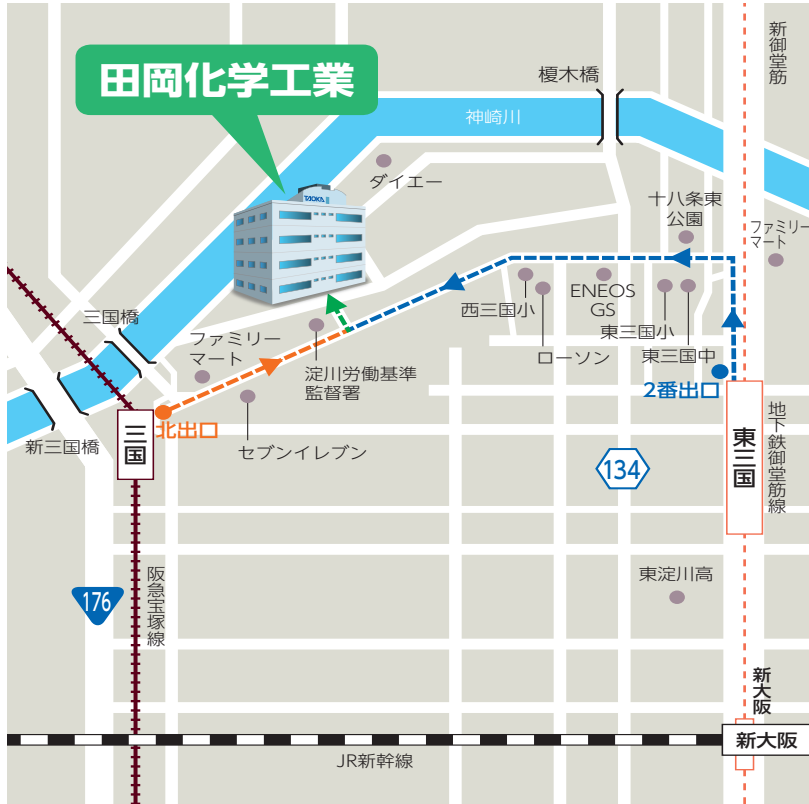 田岡化学工業
榎木橋
新御堂筋
神崎川
ダイエー
TAOKA
十八条東
公園
ファミリー
マート
三国橋
ファミリー
マート
淀川労働基準
監督署
西三国小
ENEOS
GS
ローソン
東三国小
東三国中
2番出口
北出口
三国
新三国橋
セブンイレブン
134
東三国
地下鉄御堂筋線
176
阪急宝塚線
東淀川高
新大阪
新大阪
JR新幹線